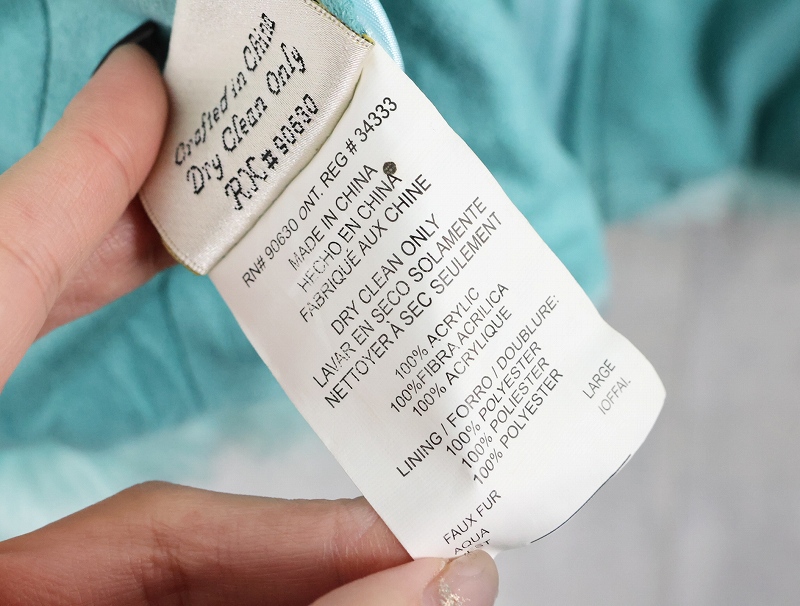 Crafted in China
Dry Clean Only
RN# 90630
RN# 90630 ONT. REG # 34333
MADE IN CHINA
HECHO EN CHINA
FABRIQUÉ AUX CHINE
DRY CLEAN ONLY
LAVAR EN SECO SOLAMENTE
NETTOYER À SEC SEULEMENT
100% ACRYLIC
100%FIBRA ACRILICA
100% ACRYLIQUE
LINING / FORRO / DOUBLURE:
100% POLYESTER
100% POLIESTER
100% POLYESTER
LARGE
IOFFAI.
FAUX FUR
AQUA